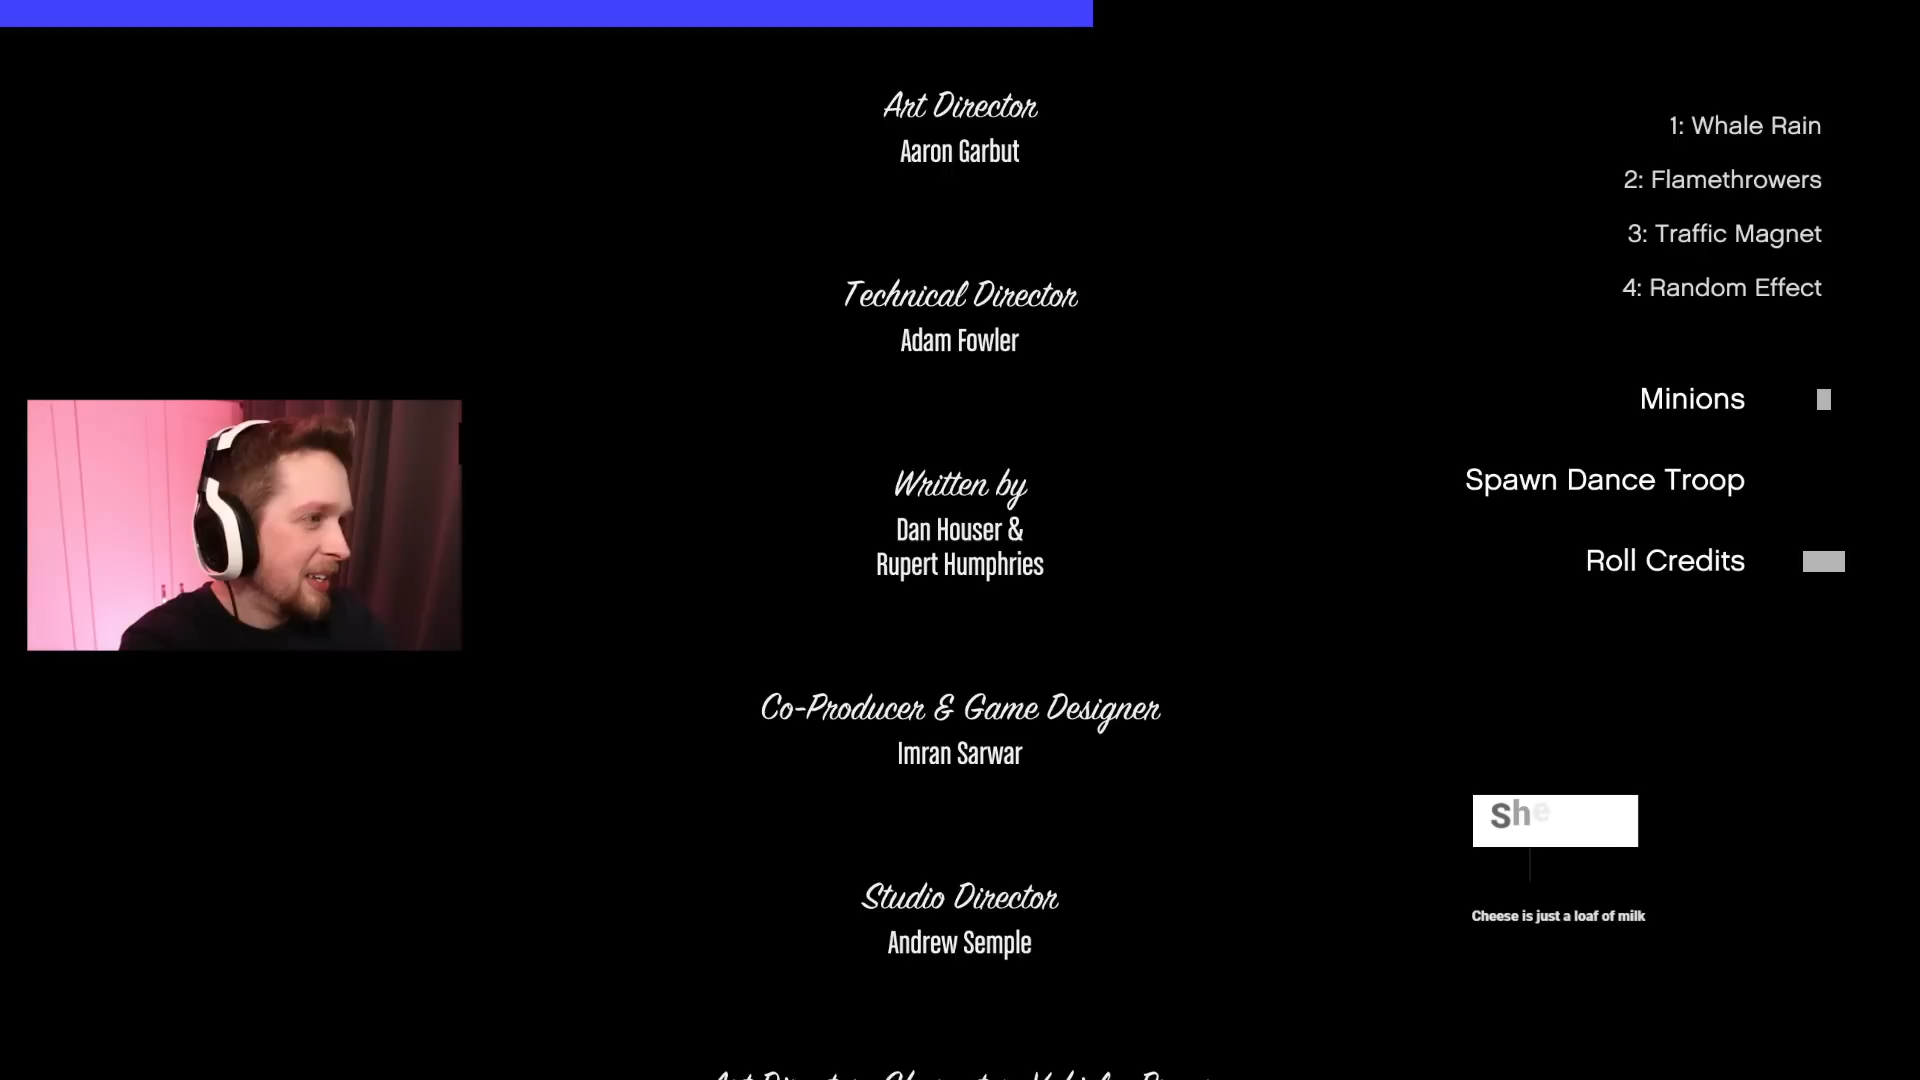 Art Director
Aaron Garbut
Technical Director
Adam Fowler
Written by
Dan Houser &
Rupert Humphries
Co-Producer & Game Designer
Imran Sarwar
Studio Director
Andrew Semple
1: Whale Rain
2: Flamethrowers
3: Traffic Magnet
4: Random Effect
Minions
Spawn Dance Troop
Roll Credits
She
Cheese is just a loaf of milk